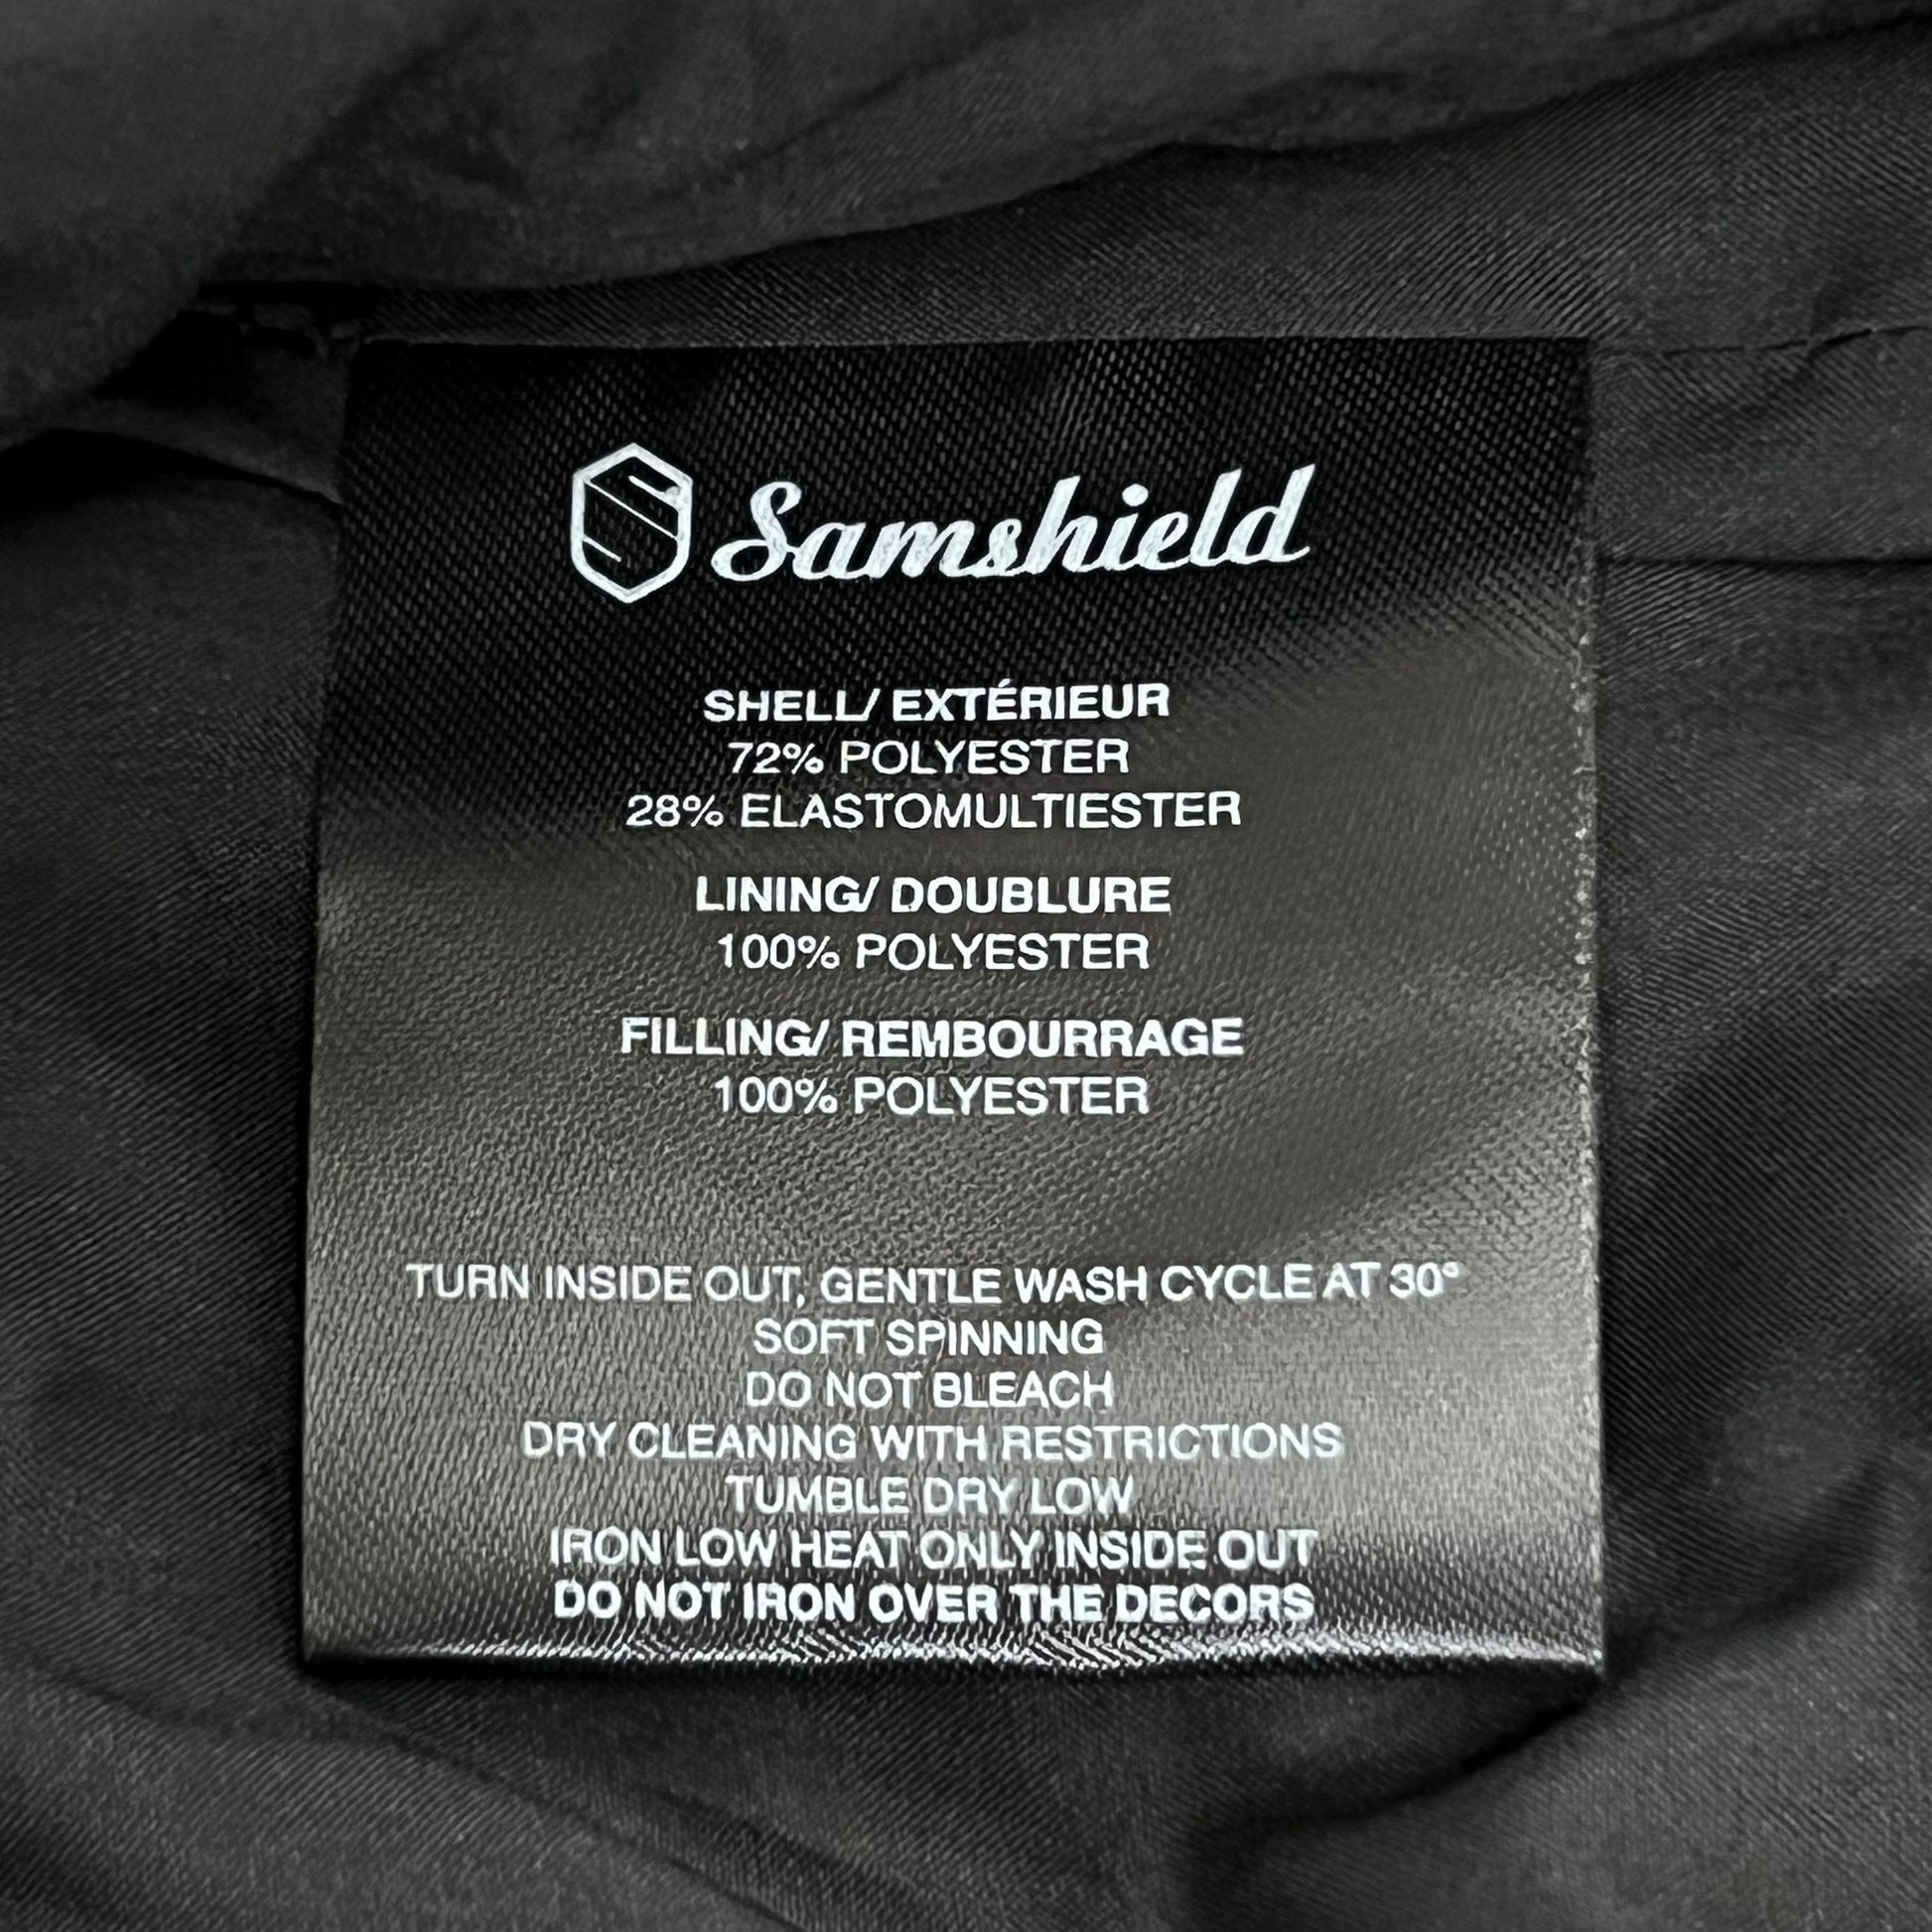 Samshield
SHELL/ EXTÉRIEUR
72% POLYESTER
28% ELASTOMULTIESTER
LINING/ DOUBLURE
100% POLYESTER
FILLING/ REMBOURRAGE
100% POLYESTER
TURN INSIDE OUT, GENTLE WASH CYCLE AT 30°
SOFT SPINNING
DO NOT BLEACH
DRY CLEANING WITH RESTRICTIONS
TUMBLE DRY LOW
IRON LOW HEAT ONLY INSIDE OUT
DO NOT IRON OVER THE DECORS